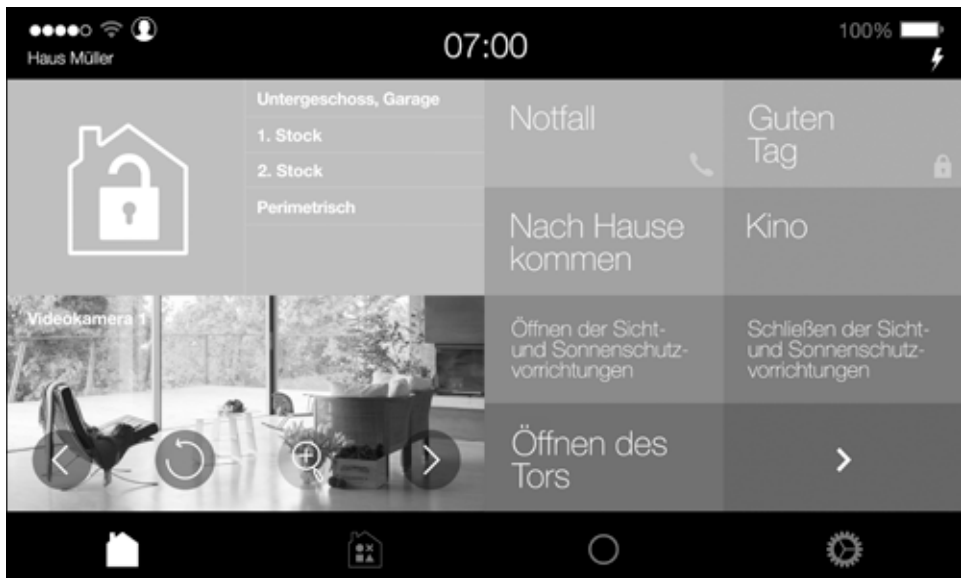 Haus Müller
07:00
100%
Untergeschoss, Garage
1. Stock
2. Stock
Perimetrisch
Videokamera 1
Notfall
Guten
Tag
Nach Hause
kommen
Kino
Öffnen der Sicht-
und Sonnenschutz-
vorrichtungen
Schließen der Sicht-
und Sonnenschutz-
vorrichtungen
Öffnen des
Tors